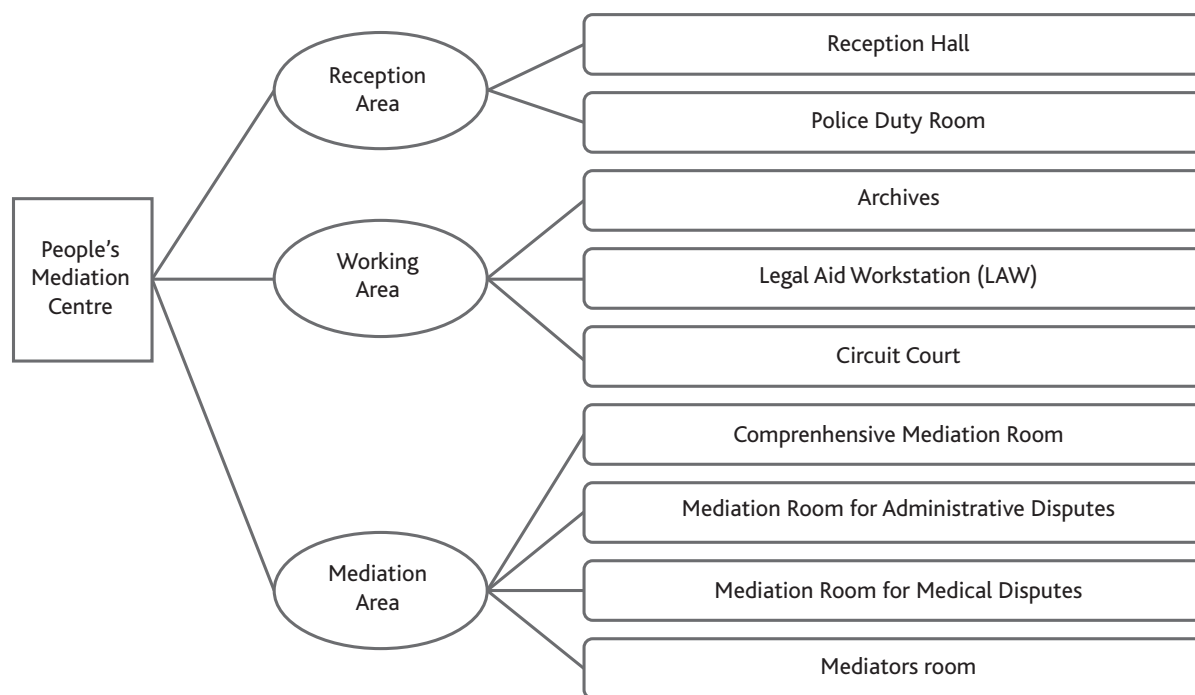 People's
Mediation
Centre
Reception
Area
Reception Hall
Police Duty Room
Working
Area
Archives
Legal Aid Workstation (LAW)
Circuit Court
Mediation
Area
Comprenhensive Mediation Room
Mediation Room for Administrative Disputes
Mediation Room for Medical Disputes
Mediators room